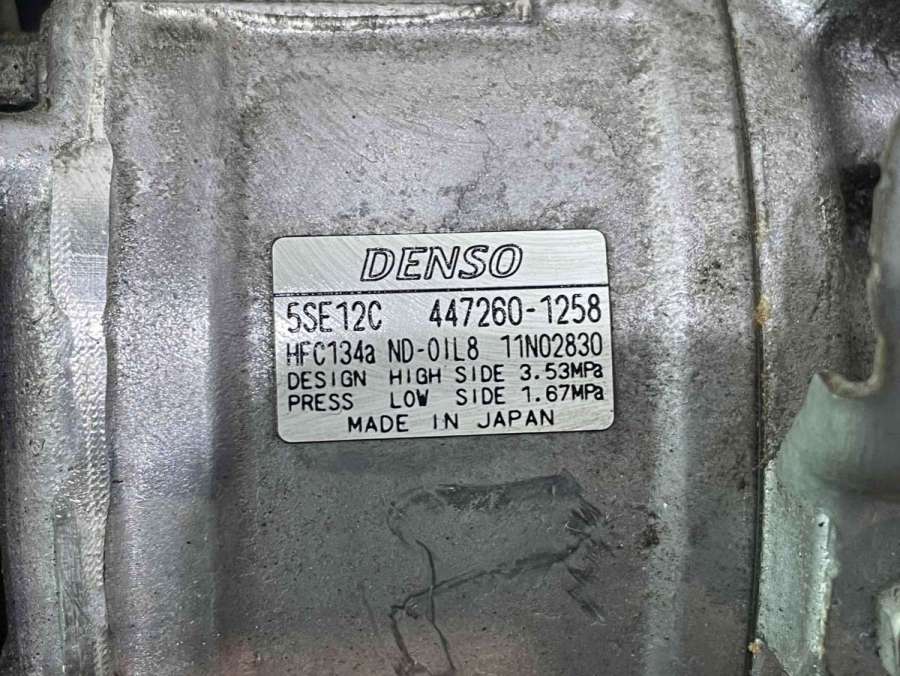 DENSO
5SE12C 447260-1258
HFC134a ND-OIL8 11N02830
DESIGN HIGH SIDE 3.53MPa
PRESS LOW SIDE 1.67MPa
MADE IN JAPAN